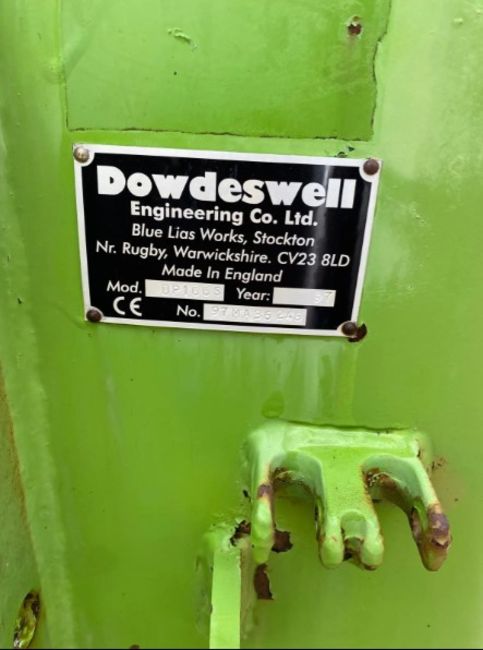 Dowdeswell
Engineering Co. Ltd.
Blue Lias Works, Stockton
Nr. Rugby, Warwickshire. CV23 8LD
Made In England
Mod. Year: 97
CE No.